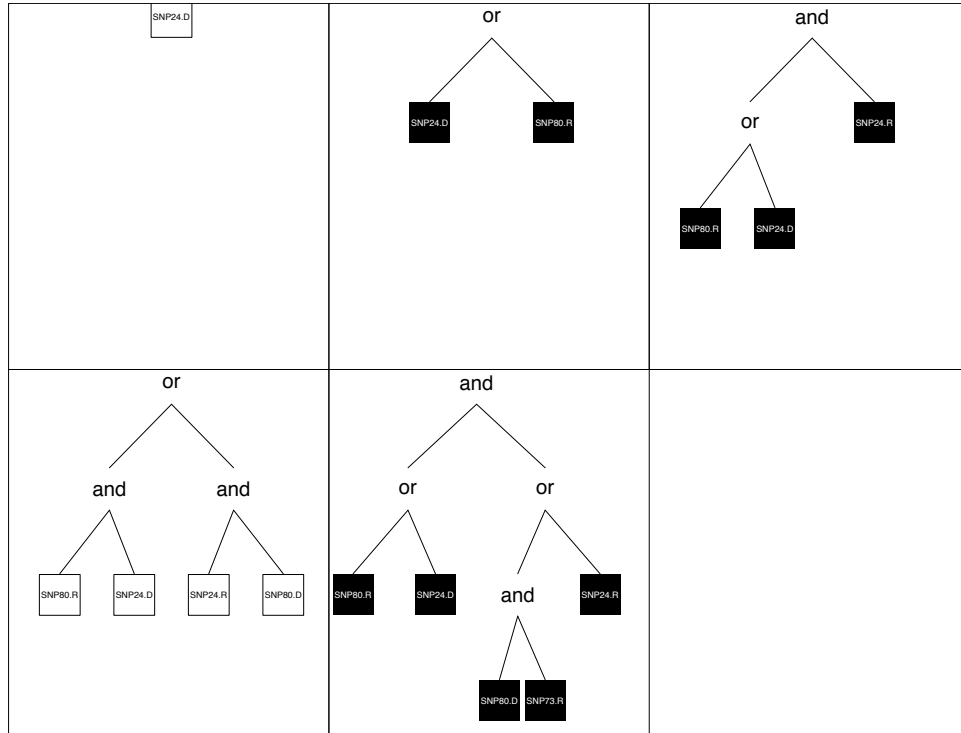 SNP24.D
or
SNP24.D SNP80.R
and
or SNP24.R
SNP80.R SNP24.D
or
and and
SNP80.R SNP24.D SNP24.R SNP80.D
and
or or
SNP80.R SNP24.D and SNP24.R
SNP80.D SNP73.R